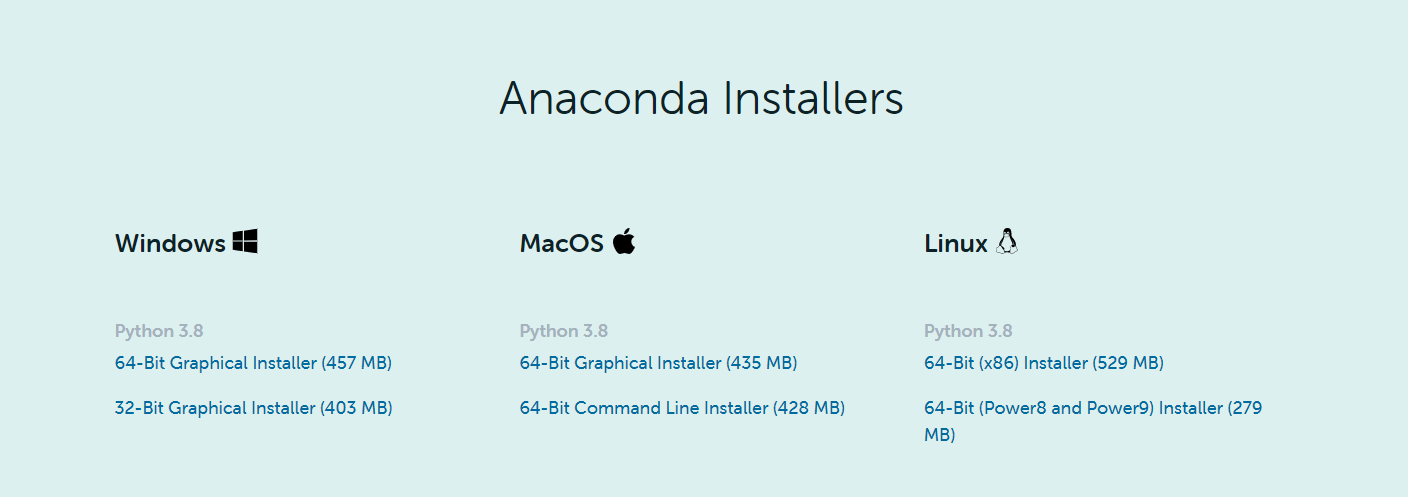 Anaconda Installers
Windows
Python 3.8
64-Bit Graphical Installer (457 MB)
32-Bit Graphical Installer (403 MB)
MacOS
Python 3.8
64-Bit Graphical Installer (435 MB)
64-Bit Command Line Installer (428 MB)
Linux
Python 3.8
64-Bit (x86) Installer (529 MB)
64-Bit (Power8 and Power9) Installer (279
MB)